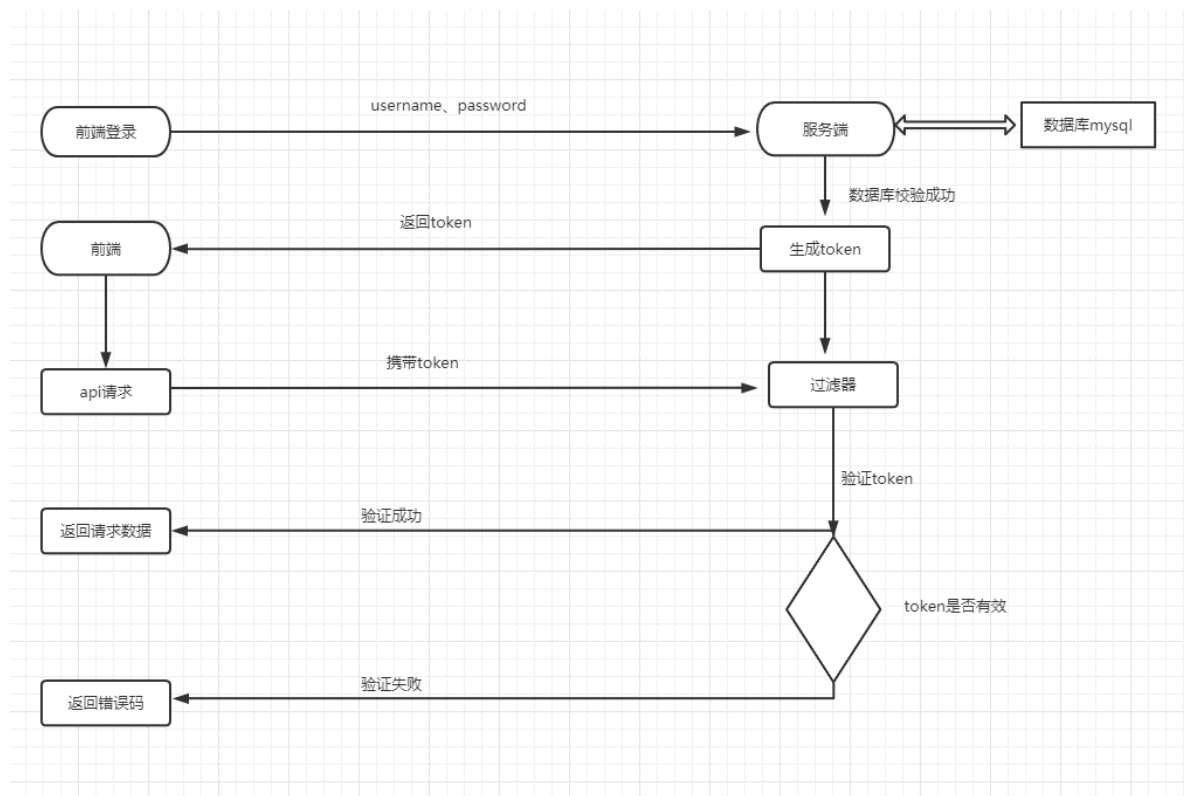 username、password
前端登录
服务端
数据库mysql
数据库校验成功
返回token
前端
生成token
携带token
api请求
过滤器
验证token
验证成功
返回请求数据
token是否有效
验证失败
返回错误码